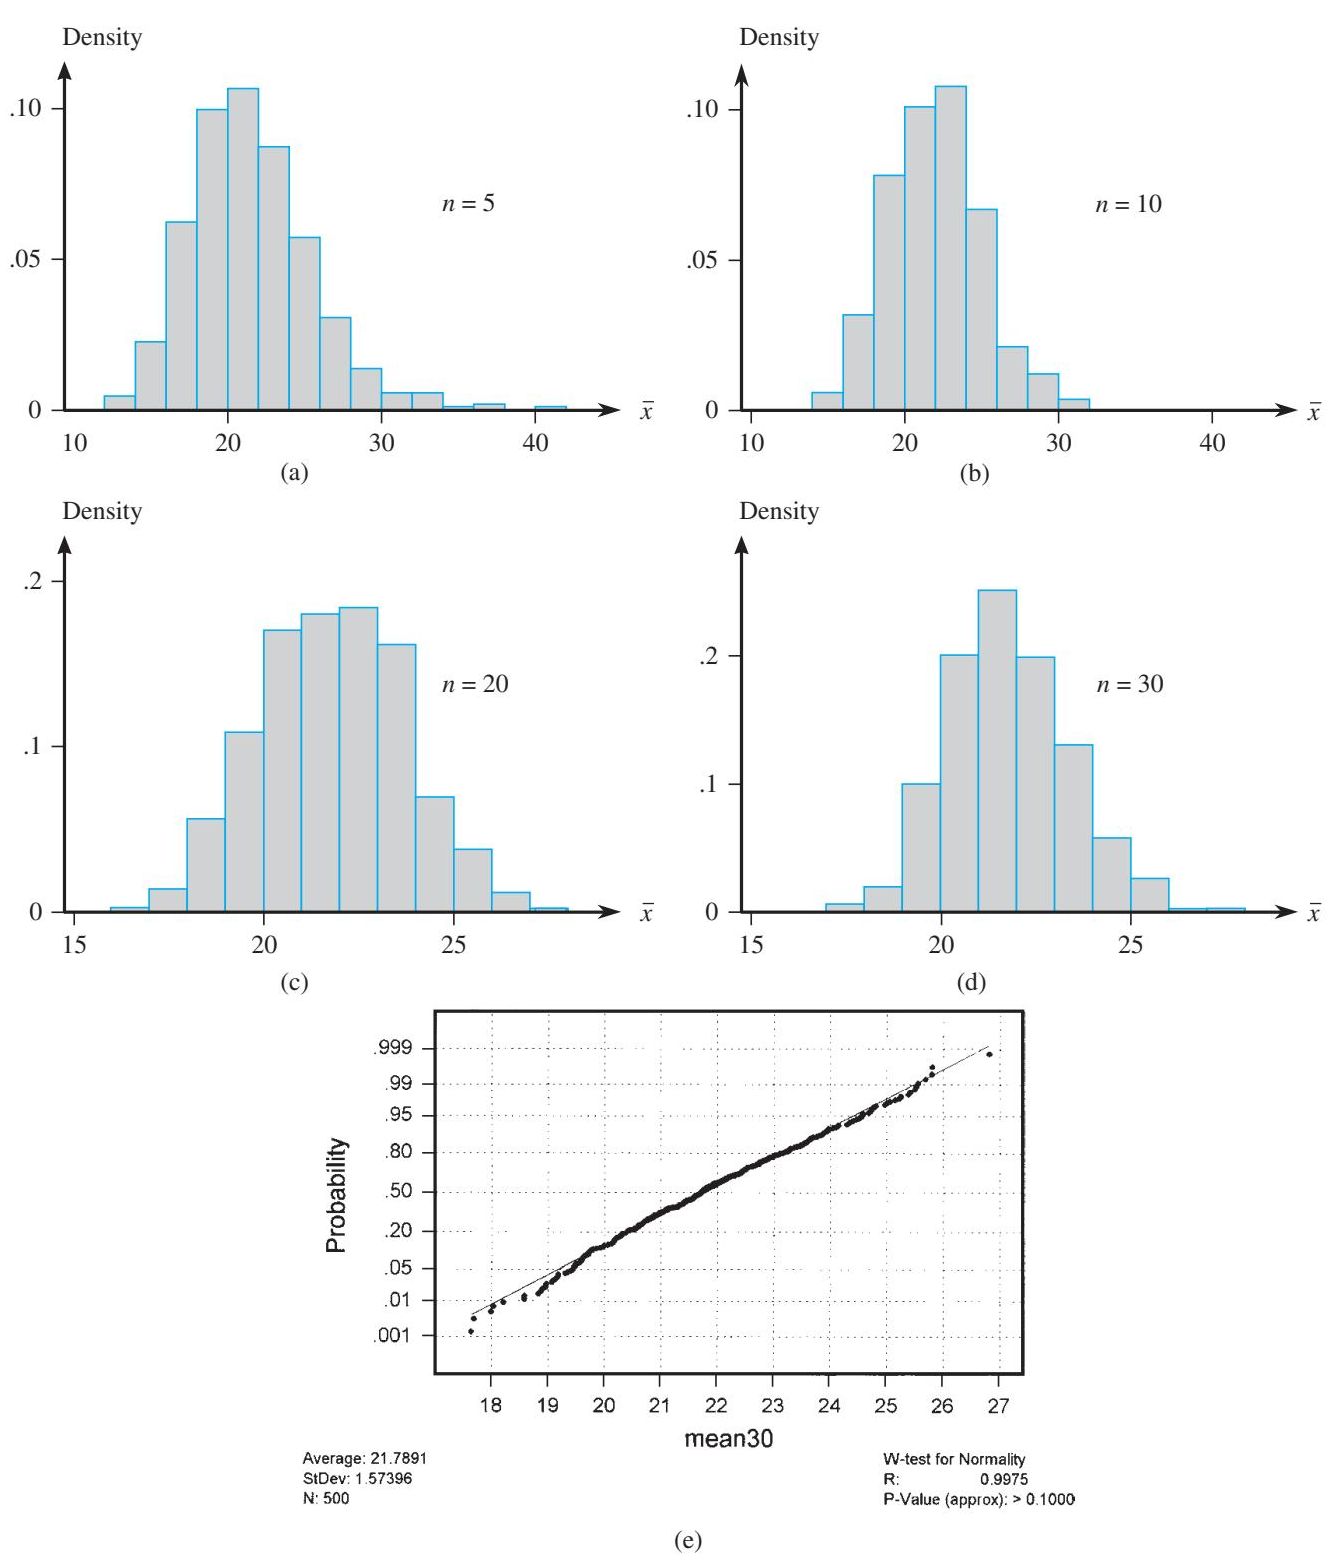 Density
.10
.05
0
n = 5
10 20 30 40
x̄
(a)
Density
.10
.05
0
n = 10
10 20 30 40
x̄
(b)
Density
.2
.1
0
n = 20
15 20 25
x̄
(c)
Density
.2
.1
0
n = 30
15 20 25
x̄
(d)
Probability
.999
.99
.95
.80
.50
.20
.05
.01
.001
18 19 20 21 22 23 24 25 26 27
mean30
Average: 21.7891
StDev: 1.57396
N: 500
W-test for Normality
R: 0.9975
P-Value (approx): > 0.1000
(e)